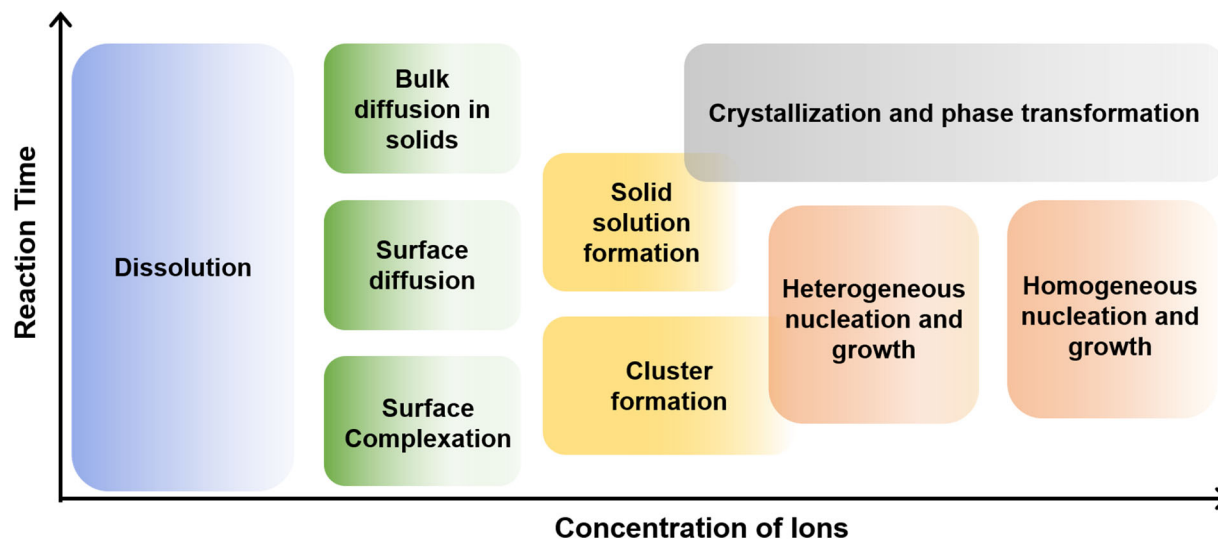 Reaction Time
Dissolution
Bulk
diffusion in
solids
Surface
diffusion
Surface
Complexation
Solid
solution
formation
Cluster
formation
Crystallization and phase transformation
Heterogeneous
nucleation and
growth
Homogeneous
nucleation and
growth
Concentration of Ions